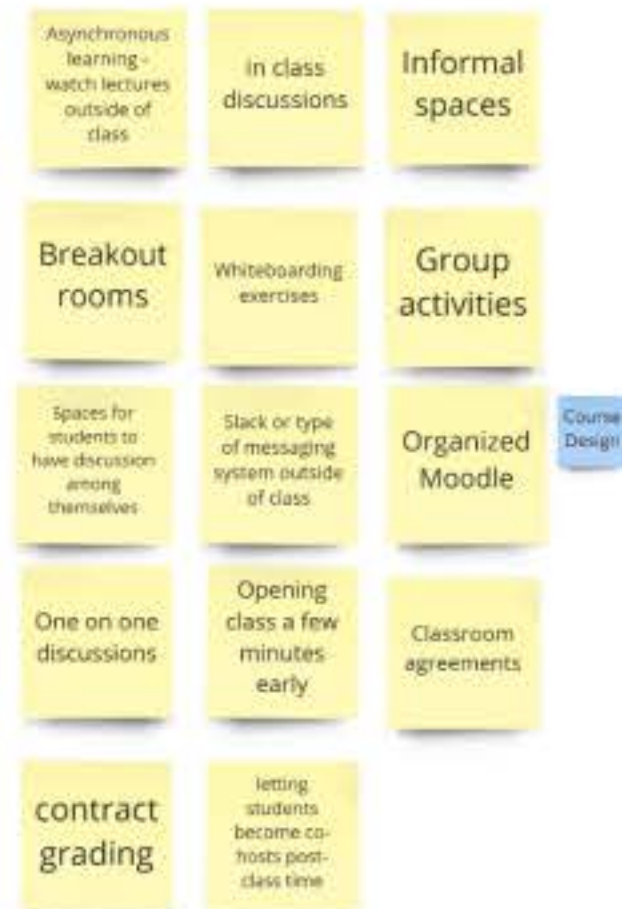 Asynchronous
learning -
watch lectures
outside of
class
in class
discussions
Informal
spaces
Breakout
rooms
Whiteboarding
exercises
Group
activities
Spaces for
students to
have discussion
among
themselves
Slack or type
of messaging
system outside
of class
Organized
Moodle
Course
Design
One on one
discussions
Opening
class a few
minutes
early
Classroom
agreements
contract
grading
letting
students
become co-
hosts post-
class time